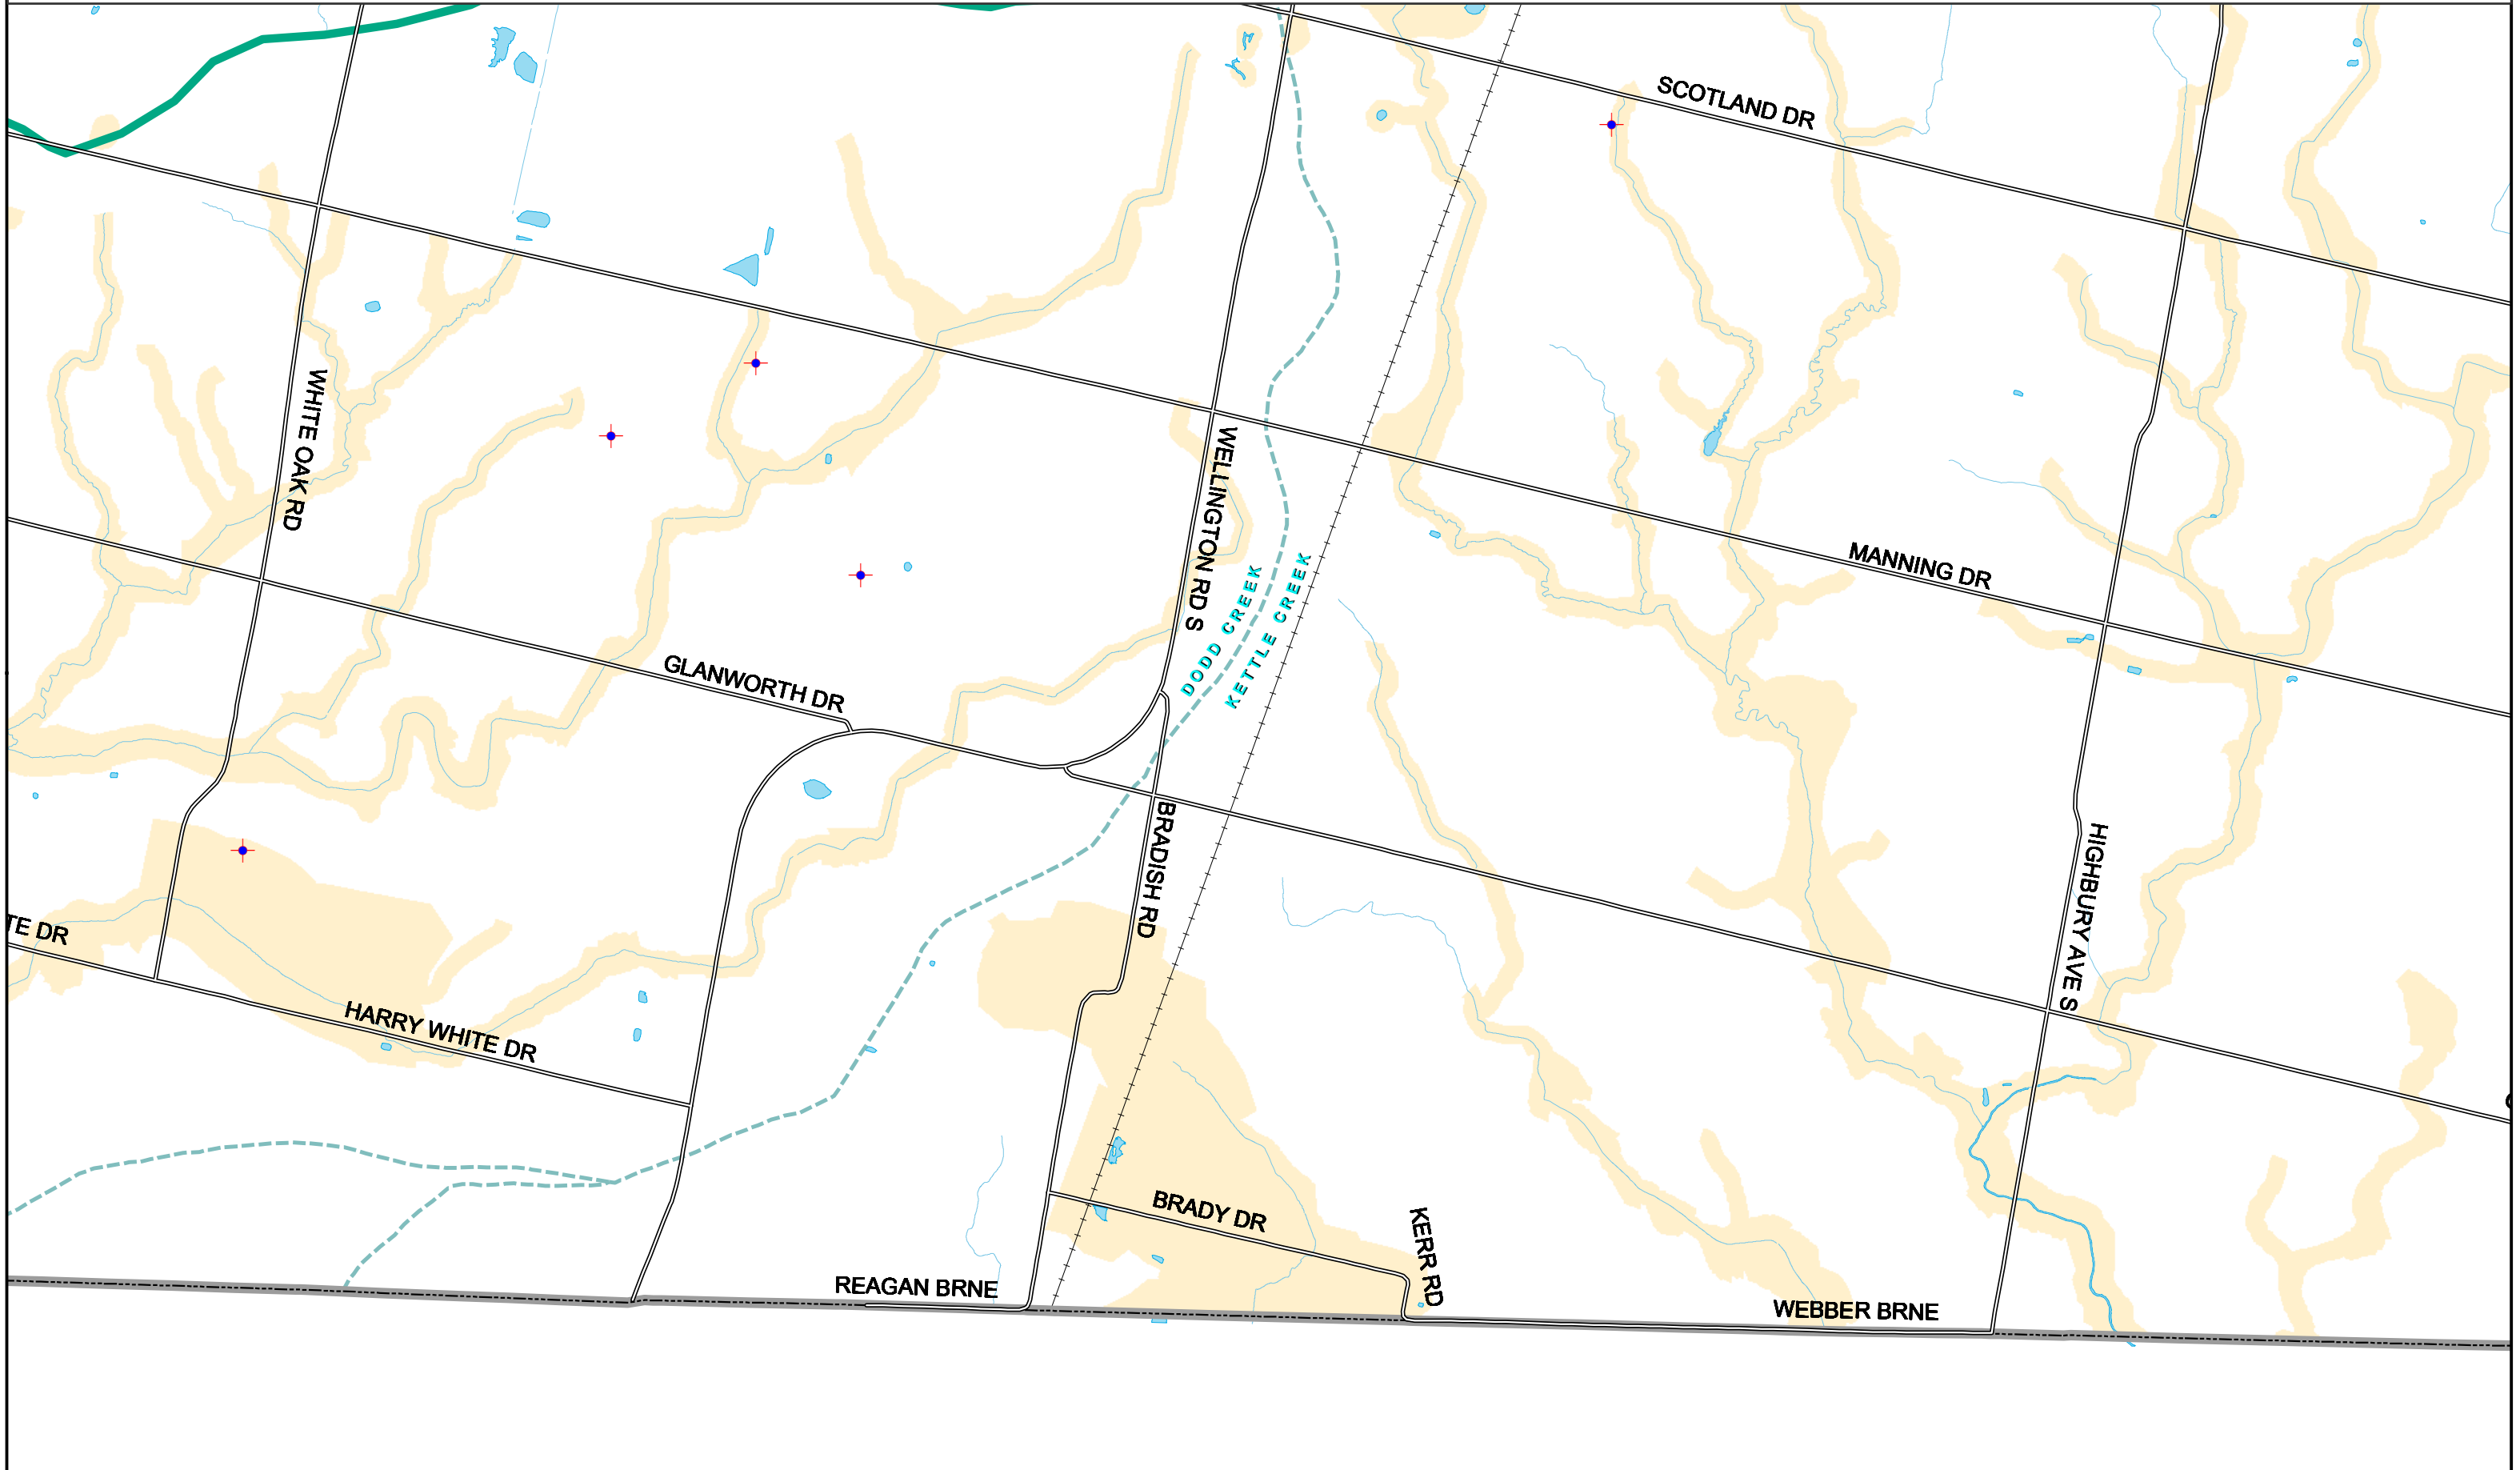 SCOTLAND DR
WHITE OAK RD
WELLINGTON RD S
MANNING DR
DODD CREEK
KETTLE CREEK
GLANWORTH DR
BRADISH RD
HIGHBURY AVE S
TE DR
HARRY WHITE DR
BRADY DR
KERR RD
REAGAN BRNE
WEBBER BRNE